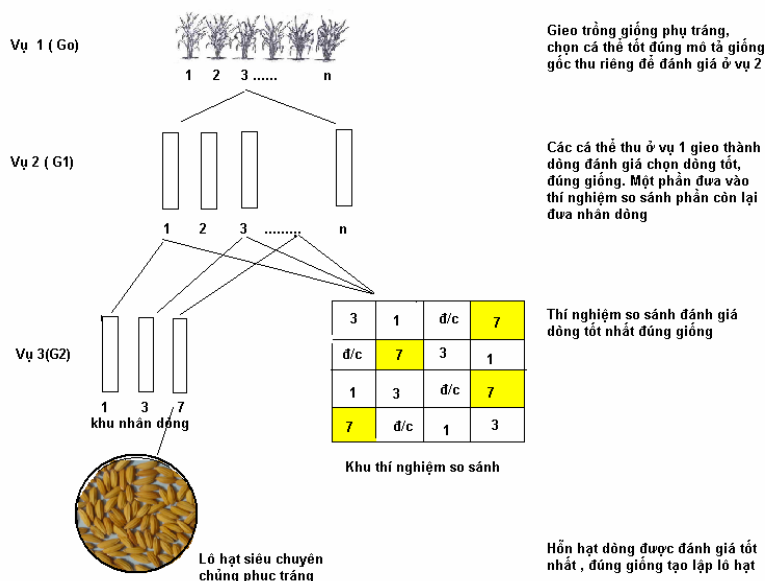 Vụ 1 ( Go)
1 2 3 ...... n
Gieo trồng giống phụ tráng,
chọn cá thể tốt đúng mô tả giống
gốc thu riêng để đánh giá ở vụ 2
Vụ 2 ( G1)
Các cá thể thu ở vụ 1 gieo thành
dòng đánh giá chọn dòng tốt,
đúng giống. Một phần đưa vào
thí nghiệm so sánh phần còn lại
đưa nhân dòng
1 2 3 ......... n
Vụ 3(G2)
1 3 7
khu nhân dòng
3 1 đ/c 7
đ/c 7 3 1
1 3 đ/c 7
7 đ/c 1 3
Khu thí nghiệm so sánh
Thí nghiệm so sánh đánh giá
dòng tốt nhất đúng giống
Lô hạt siêu chuyên
chủng phục tráng
Hỗn hạt dòng được đánh giá tốt
nhất , đúng giống tạo lập lô hạt